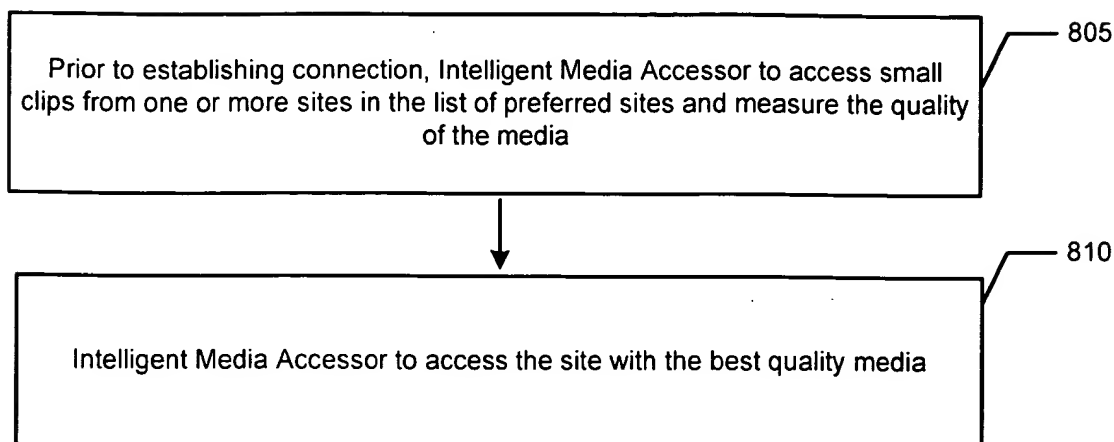 805
Prior to establishing connection, Intelligent Media Accessor to access small
clips from one or more sites in the list of preferred sites and measure the quality
of the media
810
Intelligent Media Accessor to access the site with the best quality media